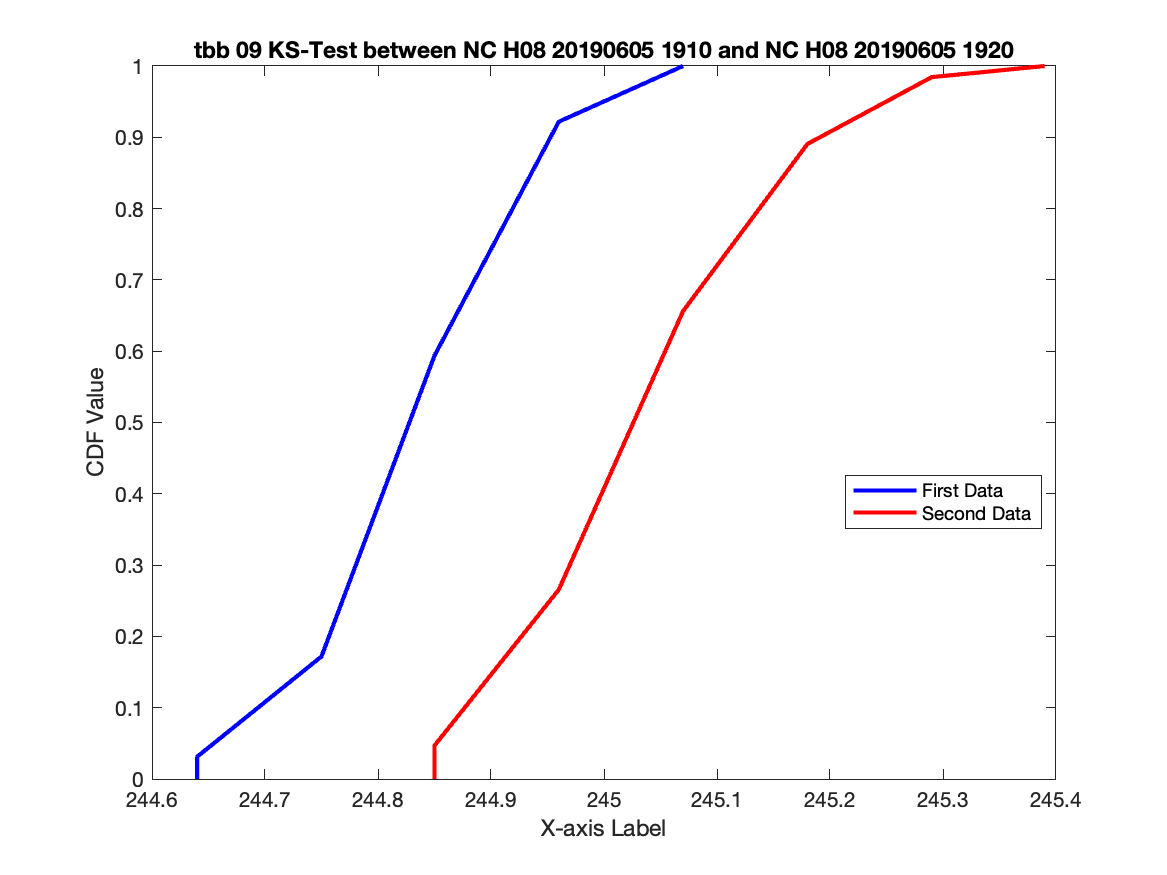 tbb 09 KS-Test between NC H08 20190605 1910 and NC H08 20190605 1920
1
0.9
0.8
0.7
0.6
0.5
0.4
0.3
0.2
0.1
0
CDF Value
First Data
Second Data
244.6 244.7 244.8 244.9 245 245.1 245.2 245.3 245.4
X-axis Label